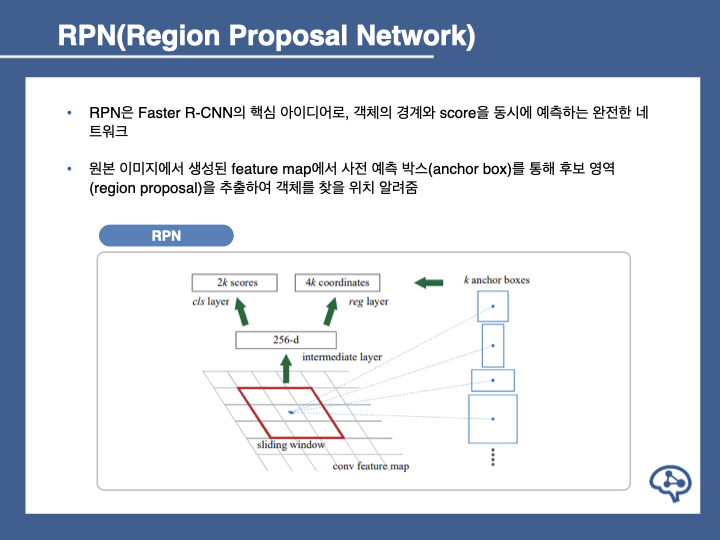 RPN(Region Proposal Network)
• RPN은 Faster R-CNN의 핵심 아이디어로, 객체의 경계와 score을 동시에 예측하는 완전한 네
트워크
• 원본 이미지에서 생성된 feature map에서 사전 예측 박스(anchor box)를 통해 후보 영역
(region proposal)을 추출하여 객체를 찾을 위치 알려줌
RPN
2k scores
4k coordinates
k anchor boxes
cls layer
reg layer
256-d
intermediate layer
sliding window
conv feature map